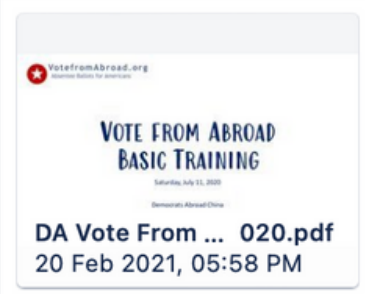 VotefromAbroad.org
Absentee Ballots for Americans
VOTE FROM ABROAD
BASIC TRAINING
Saturday, July 11, 2020
Democrats Abroad China
DA Vote From ... 020.pdf
20 Feb 2021, 05:58 PM